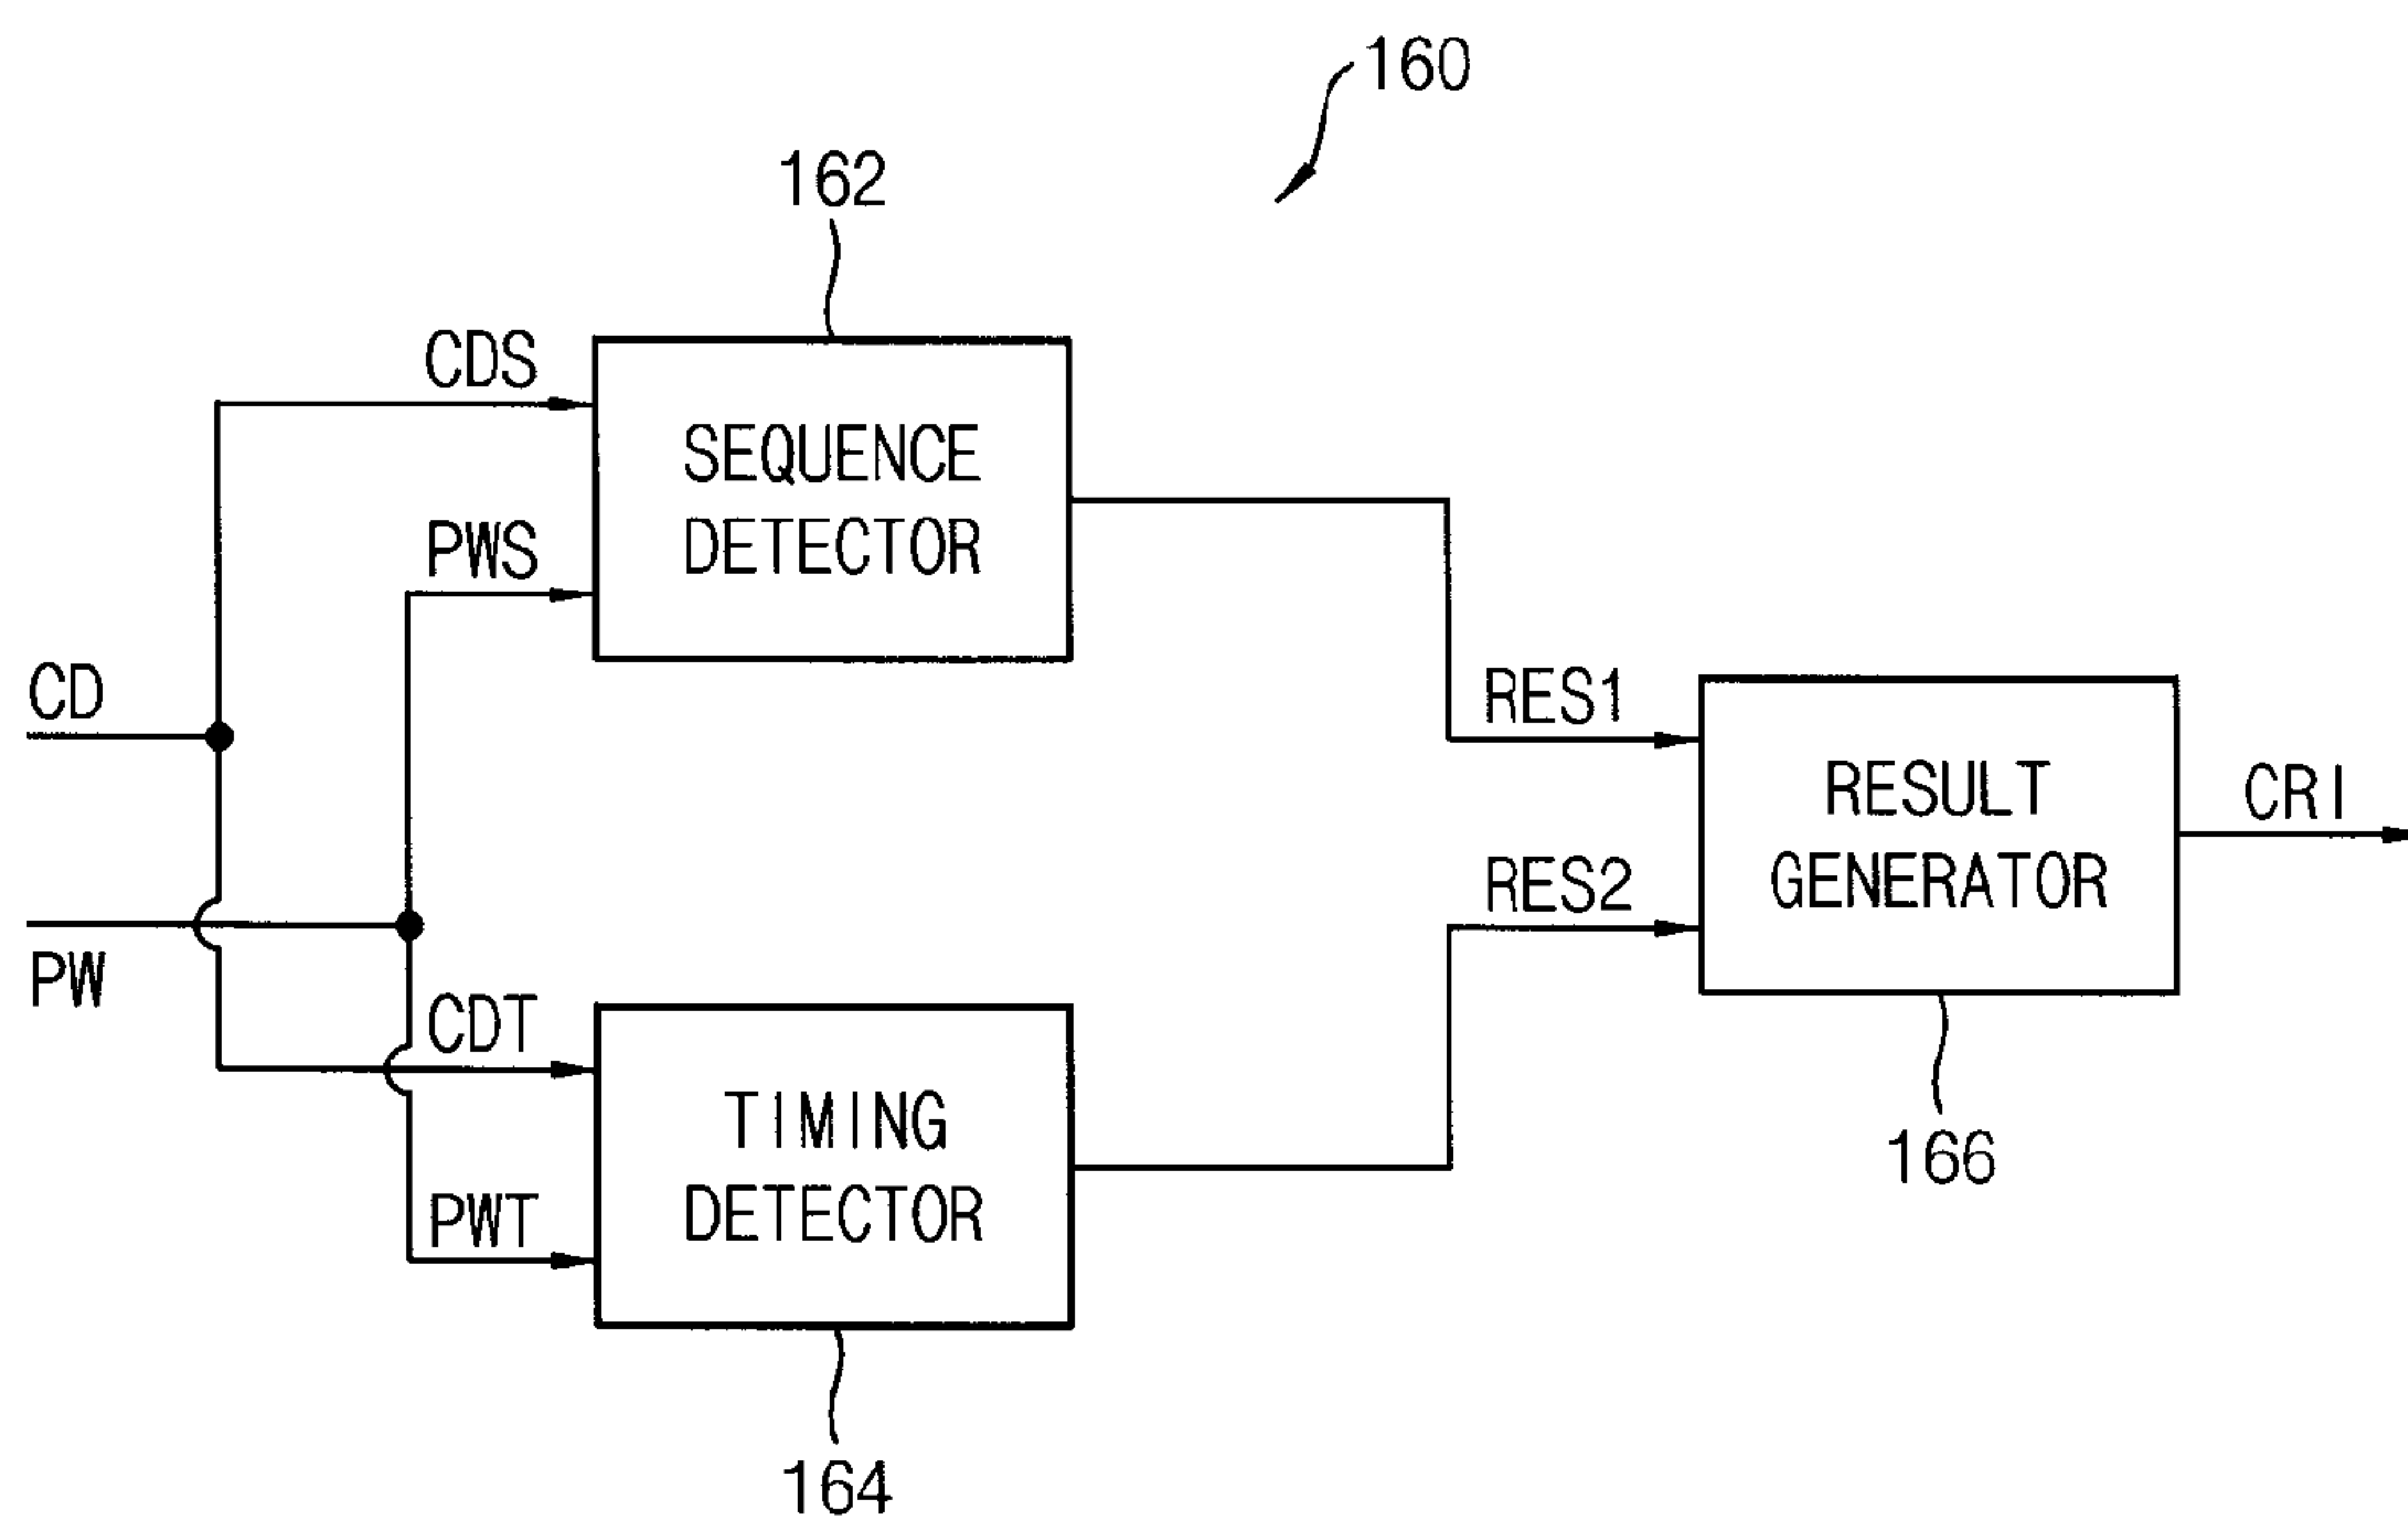 160
162
CDS
SEQUENCE
DETECTOR
PWS
CD
RES1
RESULT
GENERATOR
CRI
RES2
PW
CDT
TIMING
DETECTOR
PWT
166
164